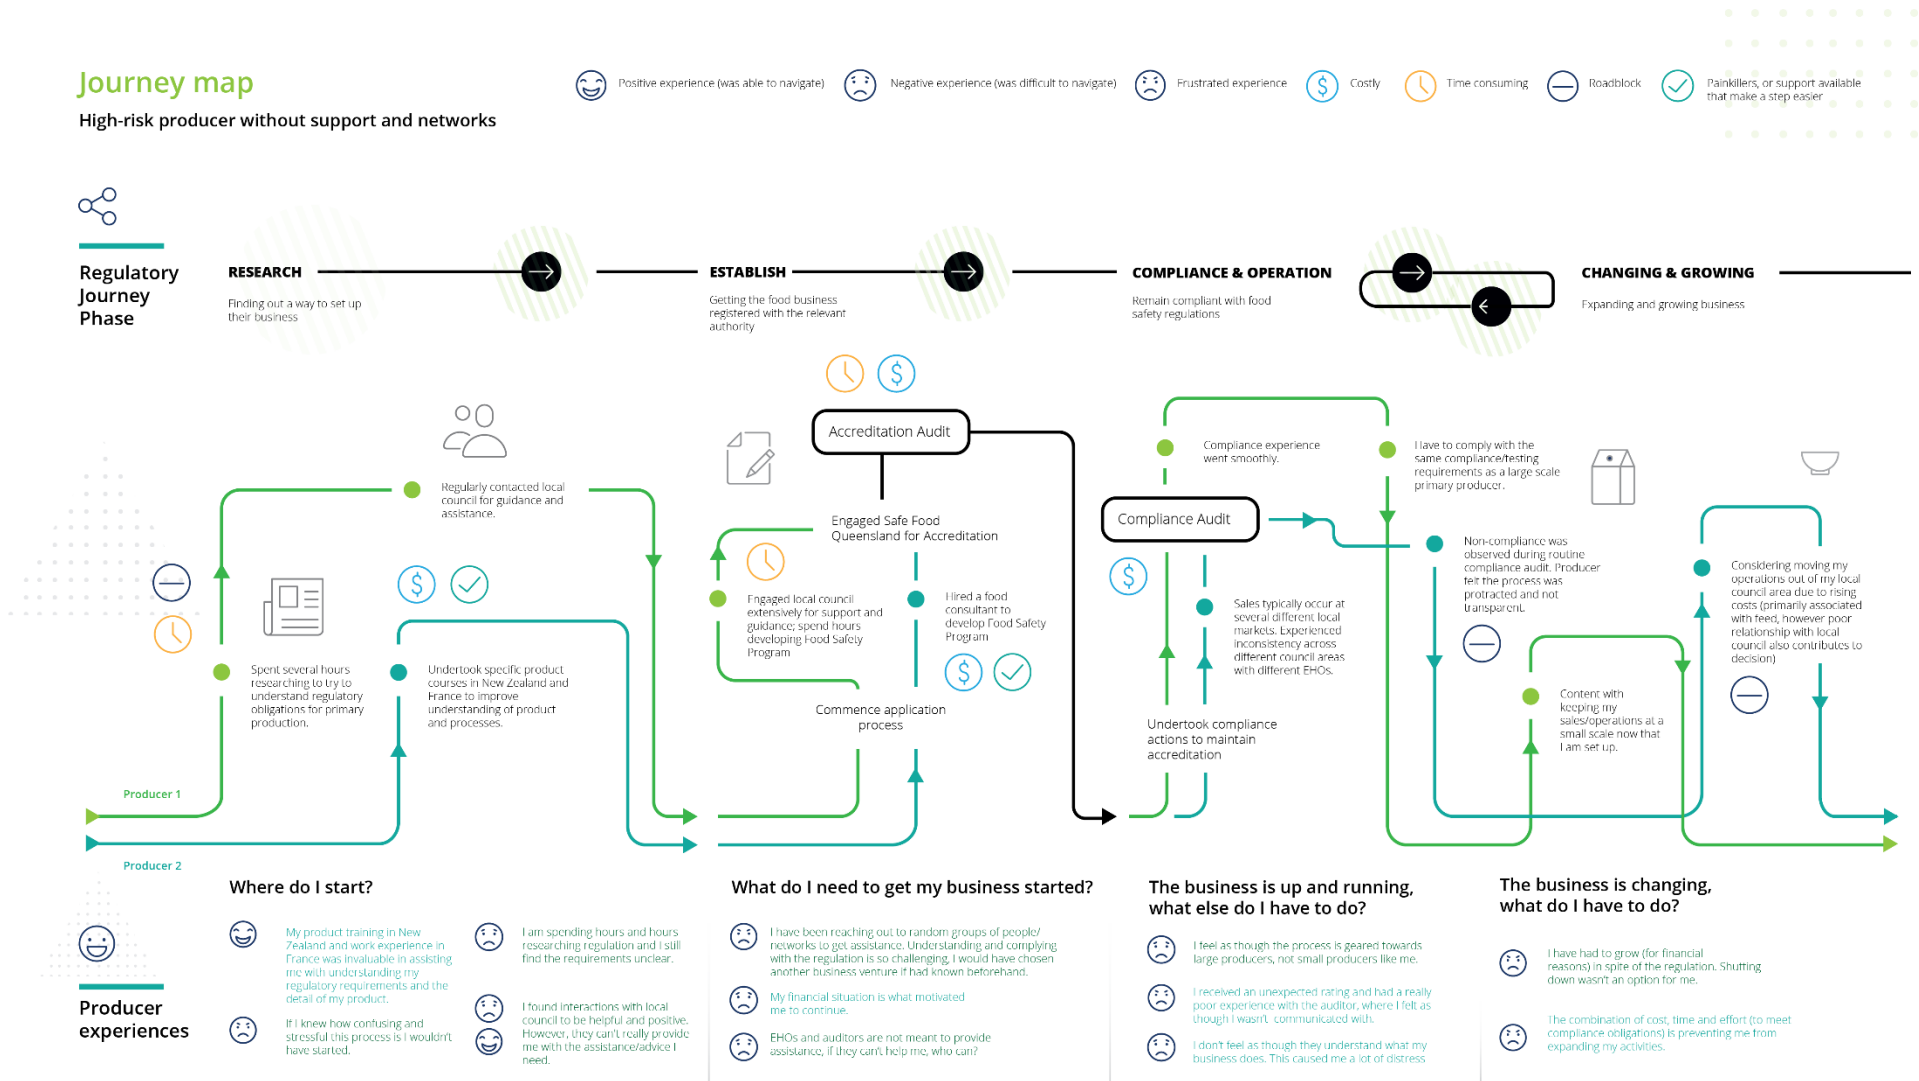 Journey map
High-risk producer without support and networks
Positive experience (was able to navigate)
Negative experience (was difficult to navigate)
Frustrated experience
Costly
Time consuming
Roadblock
Painkillers, or support available
that make a step easier
Regulatory
Journey
Phase
RESEARCH
Finding out a way to set up
their business
ESTABLISH
Getting the food business
registered with the relevant
authority
COMPLIANCE & OPERATION
Remain compliant with food
safety regulations
CHANGING & GROWING
Expanding and growing business
Regularly contacted local
council for guidance and
assistance.
Spent several hours
researching to try to
understand regulatory
obligations for primary
production.
Undertook specific product
courses in New Zealand and
France to improve
understanding of product
and processes.
Producer 1
Producer 2
Accreditation Audit
Engaged Safe Food
Queensland for Accreditation
Engaged local council
extensively for support and
guidance; spend hours
developing Food Safety
Program
Hired a food
consultant to
develop Food Safety
Program
Commence application
process
Compliance experience
went smoothly.
Compliance Audit
Have to comply with the
same compliance/testing
requirements as a large scale
primary producer.
Sales typically occur at
several different local
markets. Experienced
inconsistency across
different council areas
with different EHOs.
Undertook compliance
actions to maintain
accreditation
Non-compliance was
observed during routine
compliance audit. Producer
felt the process was
protracted and not
transparent.
Content with
keeping my
sales/operations at a
small scale now that
I am set up.
Considering moving my
operations out of my local
council area due to rising
costs (primarily associated
with feed, however poor
relationship with local
council also contributes to
decision)
Producer
experiences
Where do I start?
My product training in New
Zealand and work experience in
France was invaluable in assisting
me with understanding my
regulatory requirements and the
detail of my product.
If I knew how confusing and
stressful this process is I wouldn't
have started.
I am spending hours and hours
researching regulation and I still
find the requirements unclear.
I found interactions with local
council to be helpful and positive.
However, they can't really provide
me with the assistance/advice I
need.
What do I need to get my business started?
I have been reaching out to random groups of people/
networks to get assistance. Understanding and complying
with the regulation is so challenging, I would have chosen
another business venture if had known beforehand.
My financial situation is what motivated
me to continue.
EHOs and auditors are not meant to provide
assistance, if they can't help me, who can?
The business is up and running,
what else do I have to do?
I feel as though the process is geared towards
large producers, not small producers like me.
I received an unexpected rating and had a really
poor experience with the auditor, where I felt as
though I wasn't communicated with.
I don't feel as though they understand what my
business does. This caused me a lot of distress
The business is changing,
what do I have to do?
I have had to grow (for financial
reasons) in spite of the regulation. Shutting
down wasn't an option for me.
The combination of cost, time and effort (to meet
compliance obligations) is preventing me from
expanding my activities.